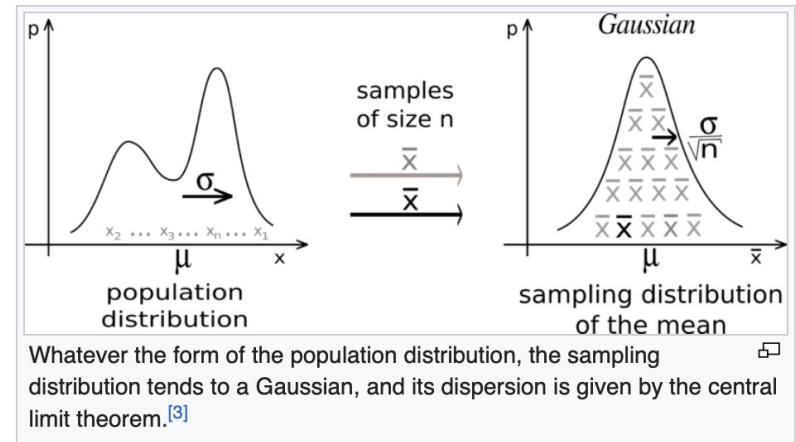 p
σ
x₂ ... x₃... xₙ... x₁
μ
x
population
distribution
samples
of size n
x̄
x̄
Gaussian
p
x̄
x̄ x̄
σ/√n
x̄ x̄ x̄
x̄ x̄ x̄ x̄
x̄ x̄ x̄ x̄ x̄
μ
x̄
sampling distribution
of the mean
Whatever the form of the population distribution, the sampling
distribution tends to a Gaussian, and its dispersion is given by the central
limit theorem.[3]